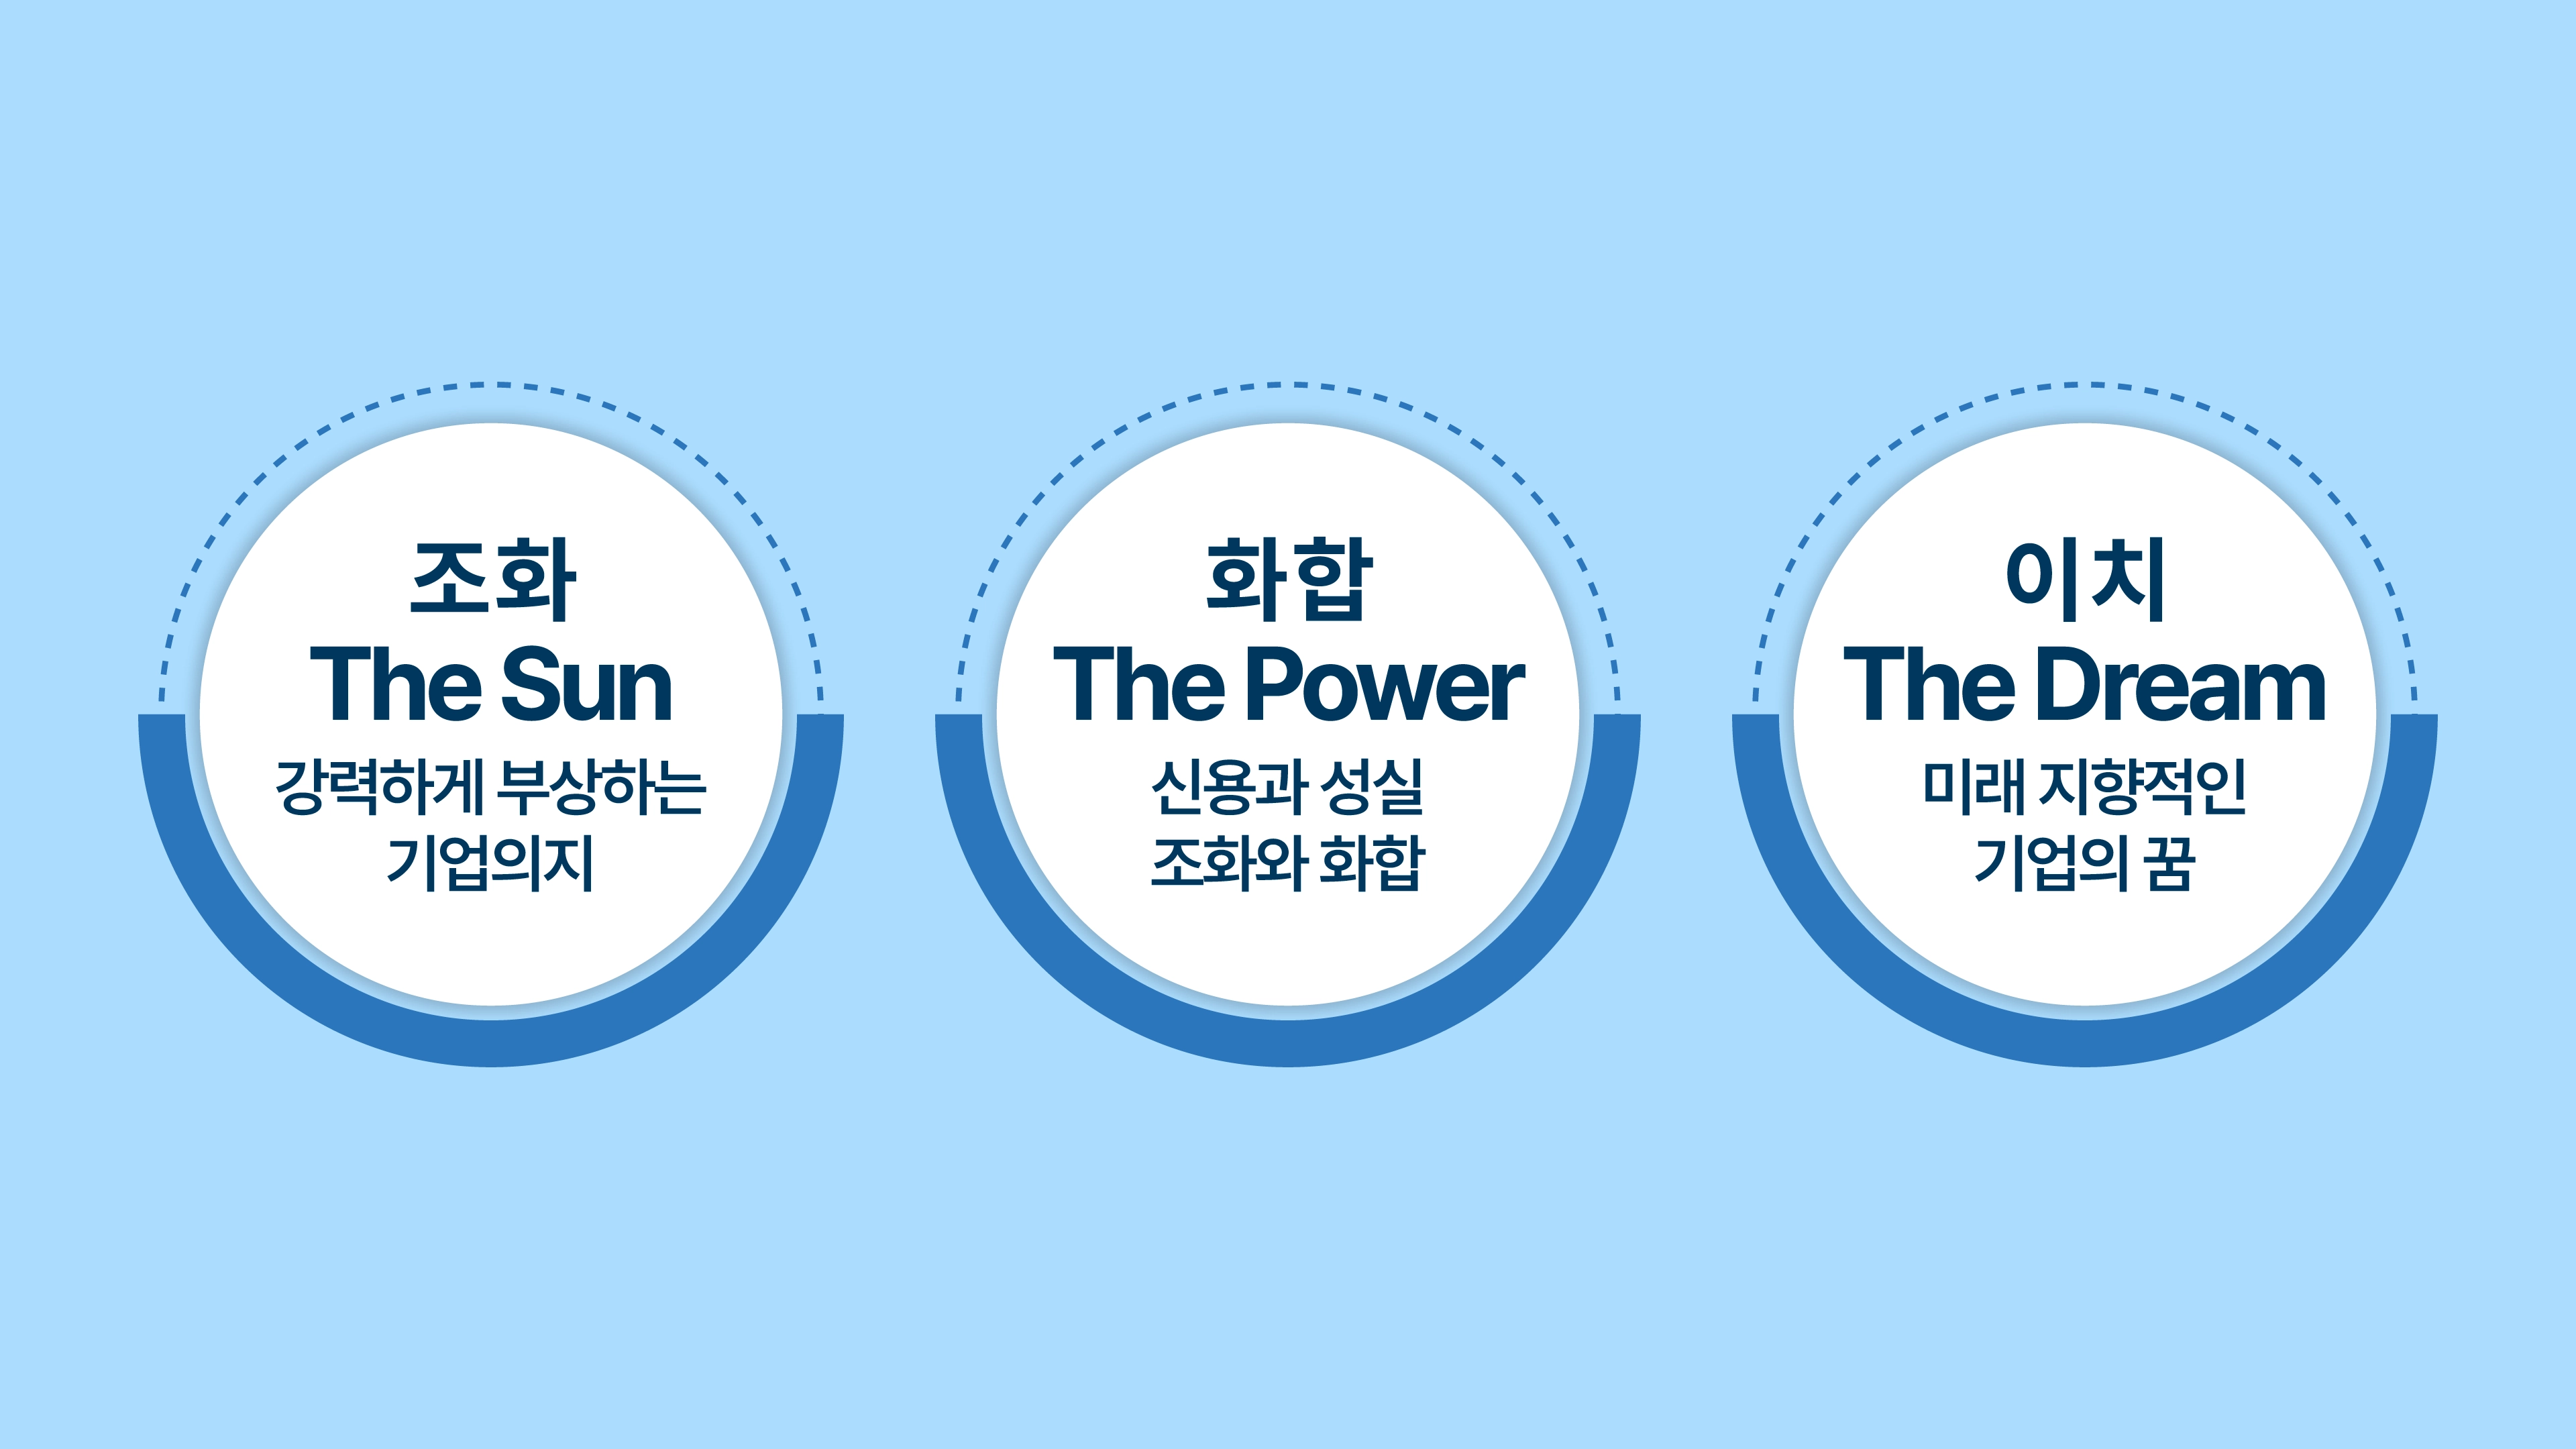 조화
The Sun
강력하게 부상하는
기업의지
화합
The Power
신용과 성실
조화와 화합
이치
The Dream
미래 지향적인
기업의 꿈